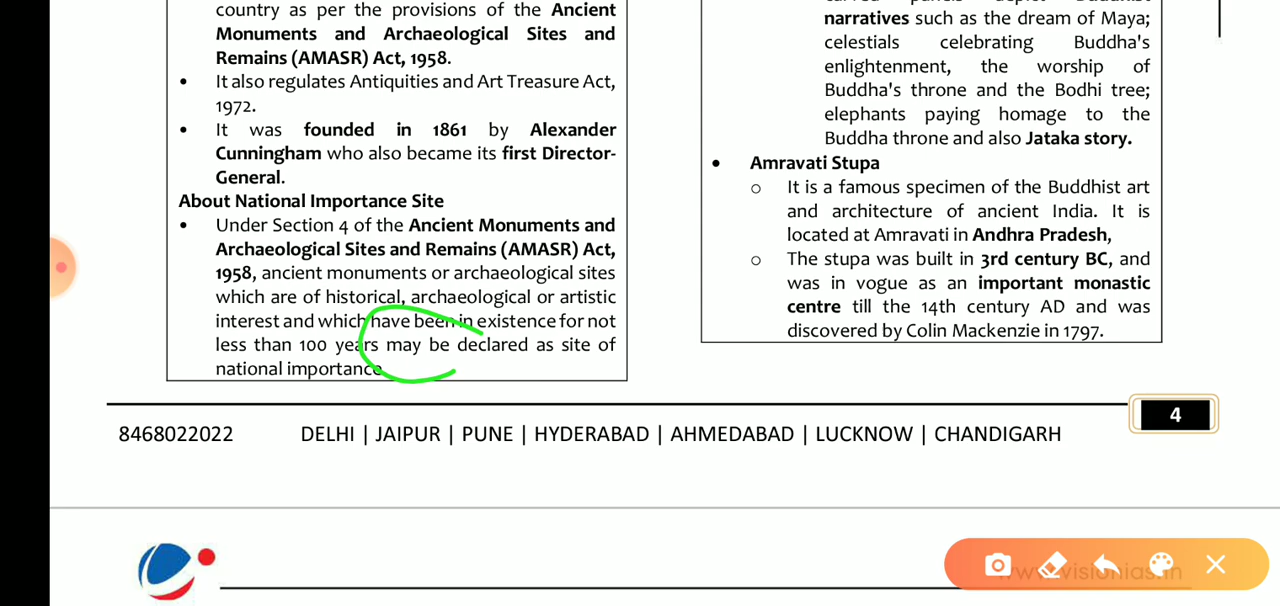 country as per the provisions of the Ancient
Monuments and Archaeological Sites and
Remains (AMASR) Act, 1958.
• It also regulates Antiquities and Art Treasure Act,
1972.
• It was founded in 1861 by Alexander
Cunningham who also became its first Director-
General.
About National Importance Site
• Under Section 4 of the Ancient Monuments and
Archaeological Sites and Remains (AMASR) Act,
1958, ancient monuments or archaeological sites
which are of historical, archaeological or artistic
interest and which have been in existence for not
less than 100 years may be declared as site of
national importance.
narratives such as the dream of Maya;
celestials celebrating Buddha's
enlightenment, the worship of
Buddha's throne and the Bodhi tree;
elephants paying homage to the
Buddha throne and also Jataka story.
• Amravati Stupa
o It is a famous specimen of the Buddhist art
and architecture of ancient India. It is
located at Amravati in Andhra Pradesh,
o The stupa was built in 3rd century BC, and
was in vogue as an important monastic
centre till the 14th century AD and was
discovered by Colin Mackenzie in 1797.
4
8468022022 DELHI | JAIPUR | PUNE | HYDERABAD | AHMEDABAD | LUCKNOW | CHANDIGARH
www.visionias.in